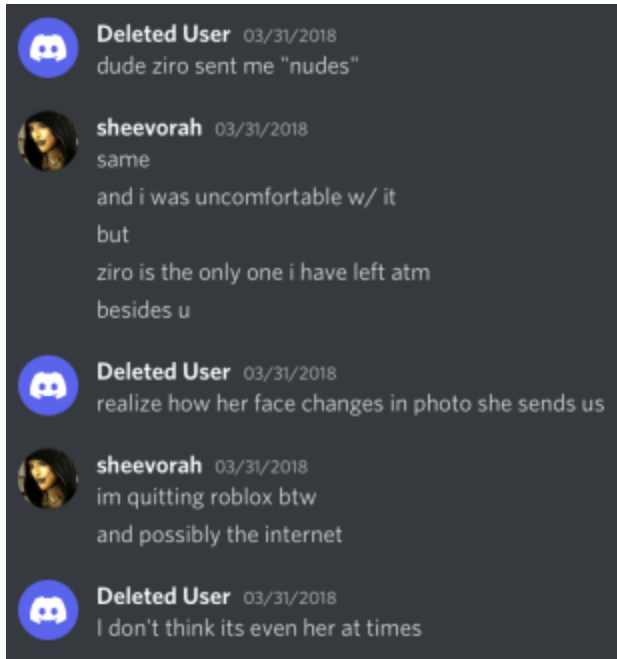 Deleted User 03/31/2018
dude ziro sent me "nudes"
sheevorah 03/31/2018
same
and i was uncomfortable w/ it
but
ziro is the only one i have left atm
besides u
Deleted User 03/31/2018
realize how her face changes in photo she sends us
sheevorah 03/31/2018
im quitting roblox btw
and possibly the internet
Deleted User 03/31/2018
I don't think its even her at times